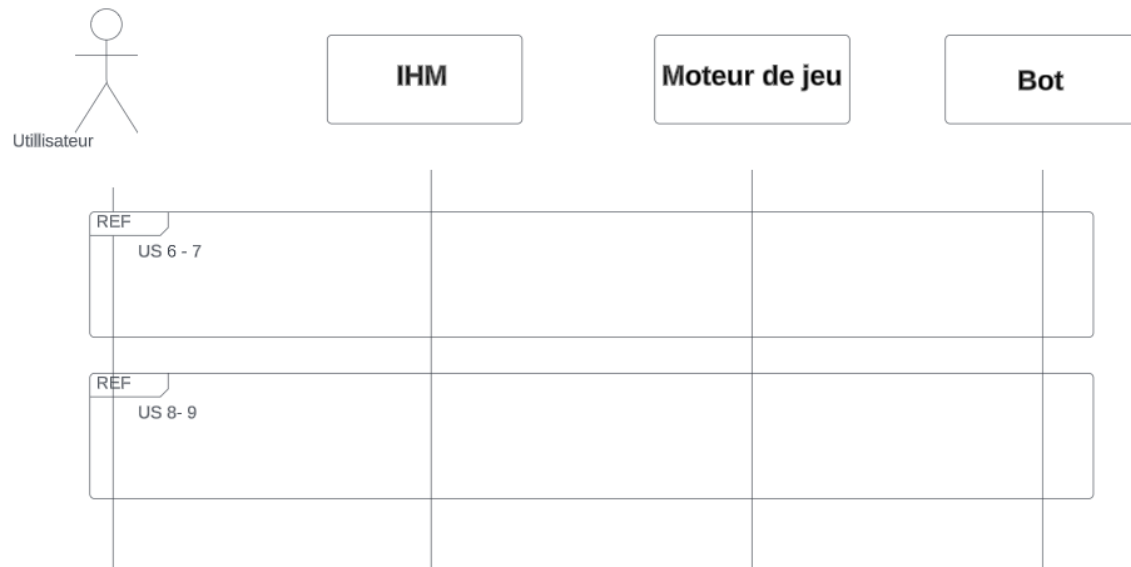 IHM
Moteur de jeu
Bot
Utillisateur
REF
US 6 - 7
REF
US 8- 9